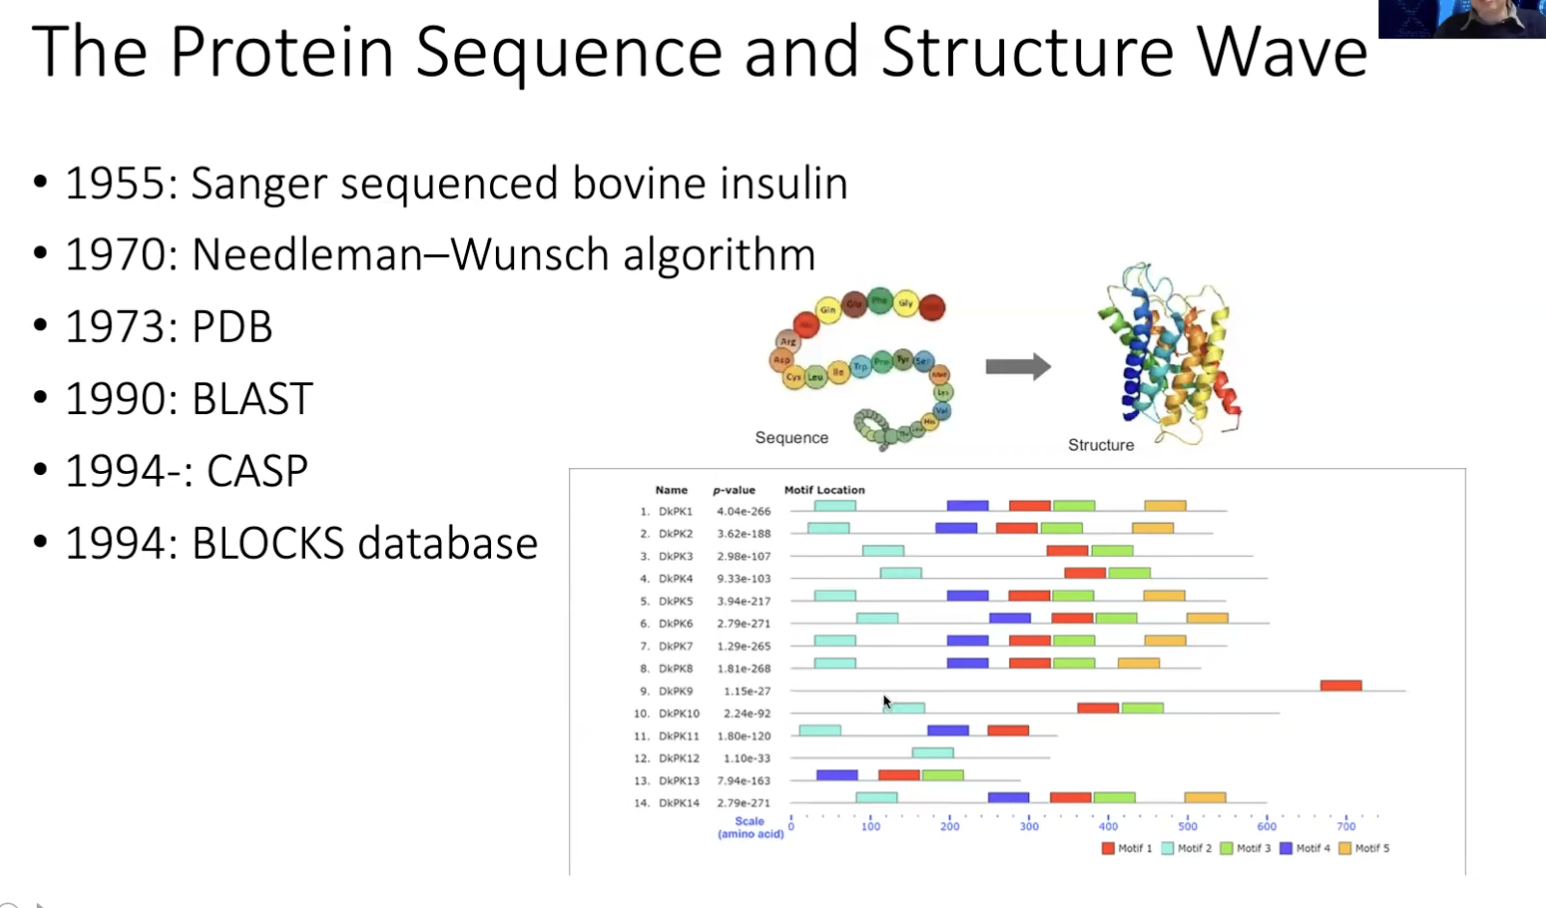 The Protein Sequence and Structure Wave
• 1955: Sanger sequenced bovine insulin
• 1970: Needleman–Wunsch algorithm
• 1973: PDB
• 1990: BLAST
• 1994-: CASP
• 1994: BLOCKS database
Gln Glu Phe Gly
Arg
Asp
Cys Leu Ile Trp Pro Tyr Ser
Met
Lys
Val
His
Sequence
Structure
Name p-value Motif Location
1. DkPK1 4.04e-266
2. DkPK2 3.62e-188
3. DkPK3 2.98e-107
4. DkPK4 9.33e-103
5. DkPK5 3.94e-217
6. DkPK6 2.79e-271
7. DkPK7 1.29e-265
8. DkPK8 1.81e-268
9. DkPK9 1.15e-27
10. DkPK10 2.24e-92
11. DkPK11 1.80e-120
12. DkPK12 1.10e-33
13. DkPK13 7.94e-163
14. DkPK14 2.79e-271
Scale
(amino acid)
0 100 200 300 400 500 600 700
Motif 1 Motif 2 Motif 3 Motif 4 Motif 5